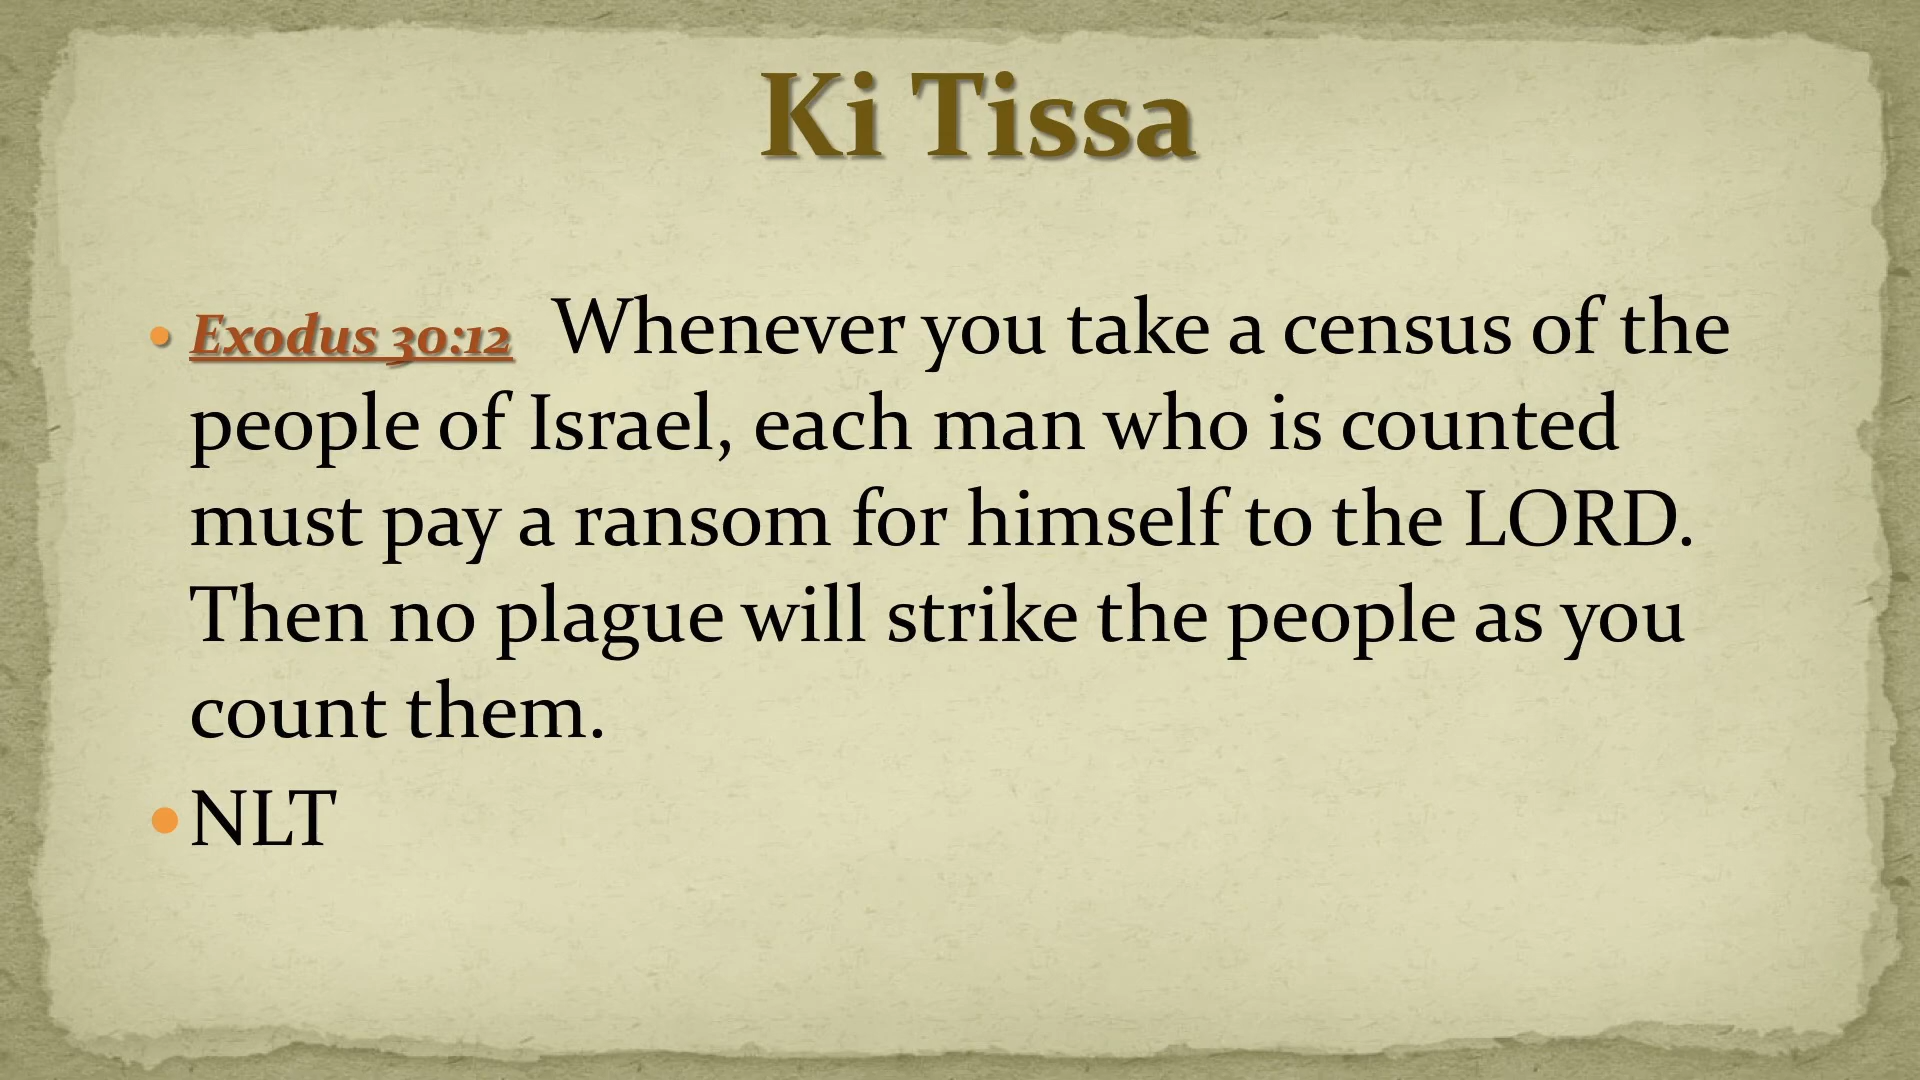 Ki Tissa
• Exodus 30:12 Whenever you take a census of the
people of Israel, each man who is counted
must pay a ransom for himself to the LORD.
Then no plague will strike the people as you
count them.
• NLT